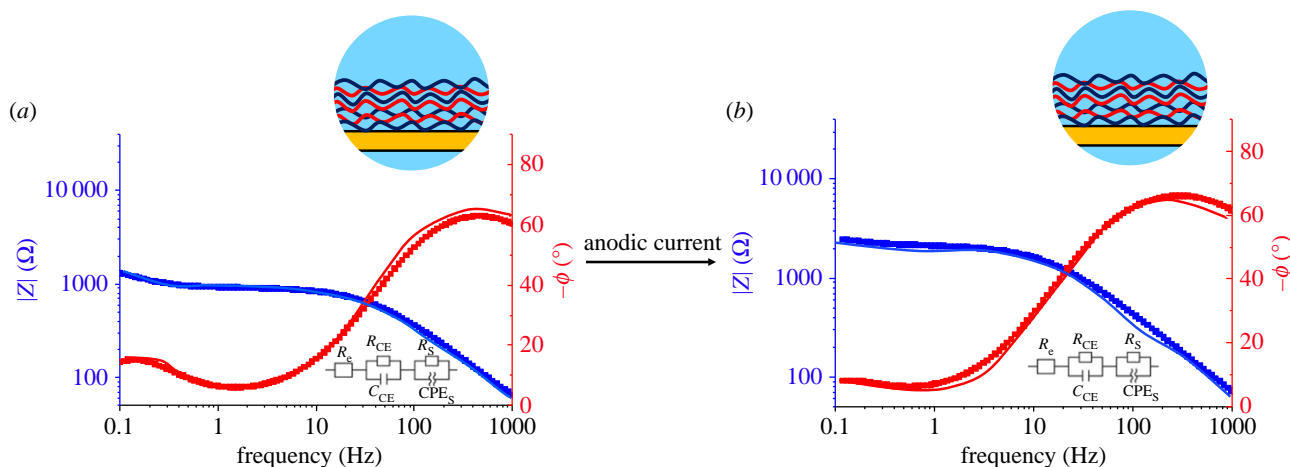 (a)
10 000
1000
100
|Z| (Ω)
80
60
40
20
0
−ϕ (°)
R_e
R_CE
C_CE
R_S
CPE_S
0.1 1 10 100 1000
frequency (Hz)
anodic current
(b)
10 000
1000
100
|Z| (Ω)
80
60
40
20
0
−ϕ (°)
R_e
R_CE
C_CE
R_S
CPE_S
0.1 1 10 100 1000
frequency (Hz)